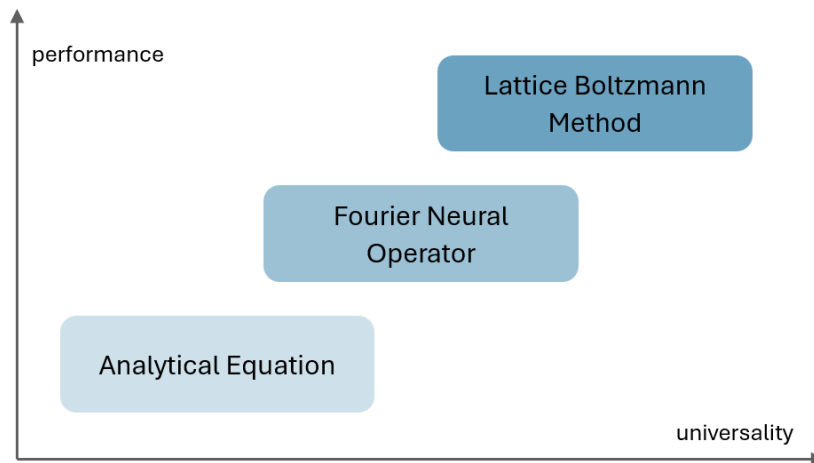 performance
Lattice Boltzmann
Method
Fourier Neural
Operator
Analytical Equation
universality